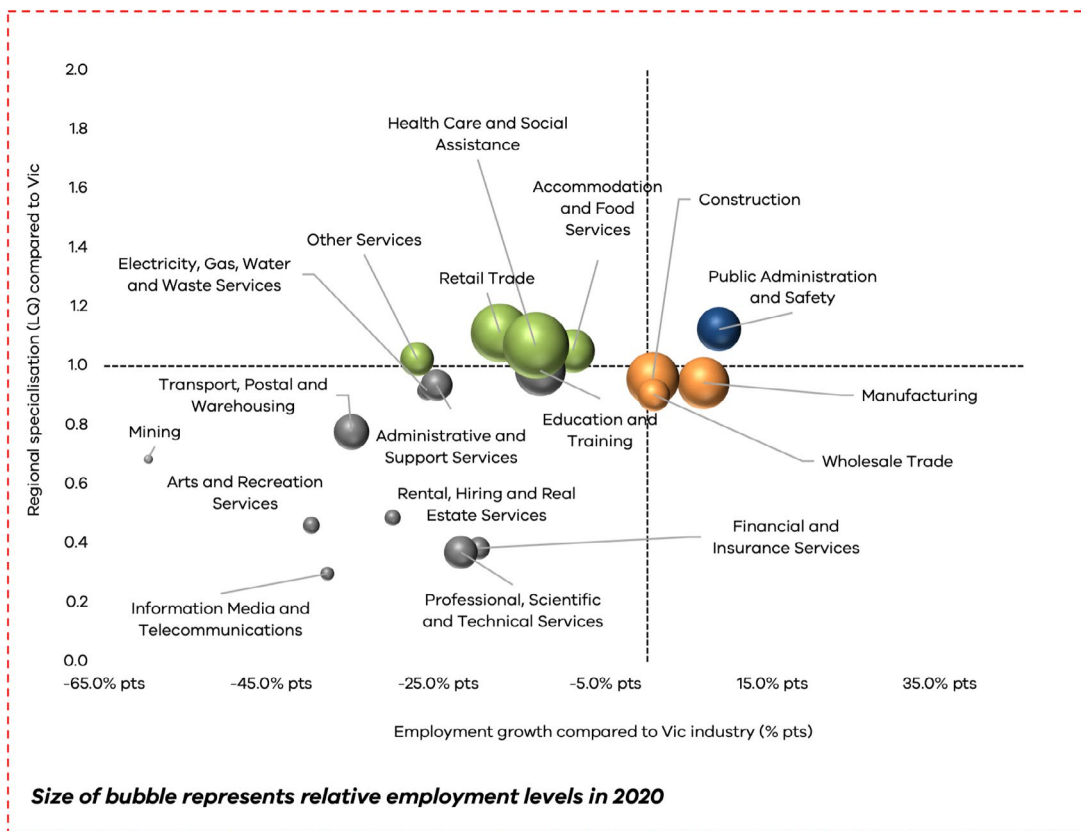 2.0
1.8
Health Care and Social
Assistance
1.6
Accommodation
and Food
Services
Construction
1.4
Other Services
Electricity, Gas, Water
and Waste Services
Retail Trade
Public Administration
and Safety
1.2
1.0
Transport, Postal and
Warehousing
Manufacturing
0.8
Mining
Administrative and
Support Services
Education and
Training
Wholesale Trade
0.6
Arts and Recreation
Services
Rental, Hiring and Real
Estate Services
Financial and
Insurance Services
0.4
0.2
Information Media and
Telecommunications
Professional, Scientific
and Technical Services
0.0
Regional specialisation (LQ) compared to Vic
-65.0% pts
-45.0% pts
-25.0% pts
-5.0% pts
15.0% pts
35.0% pts
Employment growth compared to Vic industry (% pts)
Size of bubble represents relative employment levels in 2020